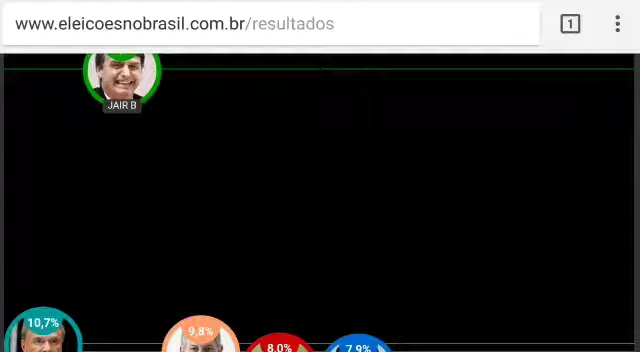 www.eleicoesnobrasil.com.br/resultados
1
JAIR B
10,7%
9,8%
8,0%
7,9%